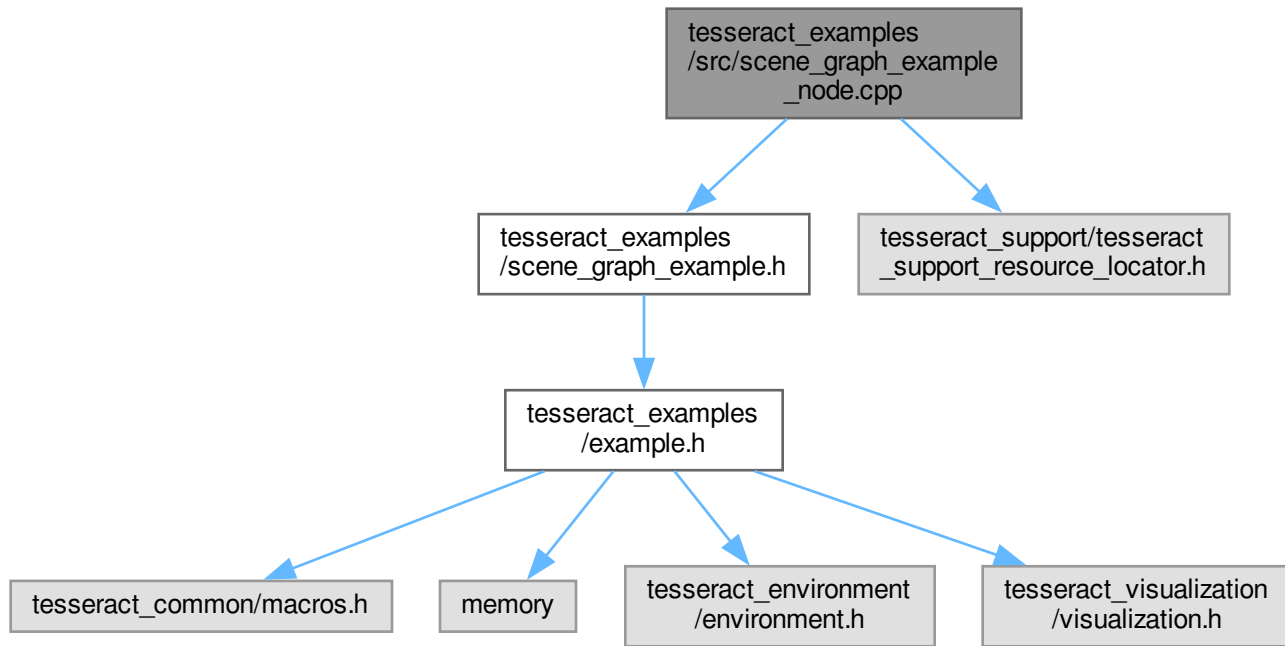 tesseract_examples
/src/scene_graph_example
_node.cpp
tesseract_examples
/scene_graph_example.h
tesseract_support/tesseract
_support_resource_locator.h
tesseract_examples
/example.h
tesseract_common/macros.h
memory
tesseract_environment
/environment.h
tesseract_visualization
/visualization.h